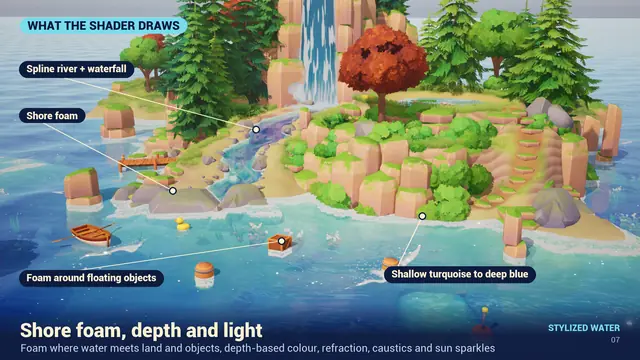 WHAT THE SHADER DRAWS
Spline river + waterfall
Shore foam
Foam around floating objects
Shallow turquoise to deep blue
Shore foam, depth and light
Foam where water meets land and objects, depth-based colour, refraction, caustics and sun sparkles
STYLIZED WATER
07